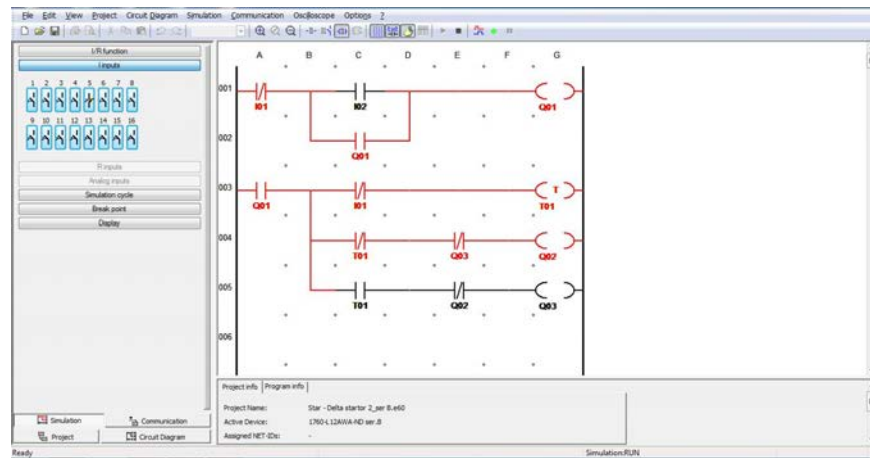 File Edit View Project Circuit Diagram Simulation Communication Oscilloscope Options ?
I/R function
I inputs
1 2 3 4 5 6 7 8
9 10 11 12 13 14 15 16
R inputs
Analog inputs
Simulation cycle
Break point
Display
Simulation Communication
Project Circuit Diagram
A B C D E F G
001
I01 I02 Q01
002
Q01
003
T
Q01 I01 T01
004
T01 Q03 Q02
005
T01 Q02 Q03
006
Project info Program info
Project Name: Star - Delta startor 2_ser B.e60
Active Device: 1760-L12AWA-ND ser.B
Assigned NET-IDs: -
Ready Simulation:RUN